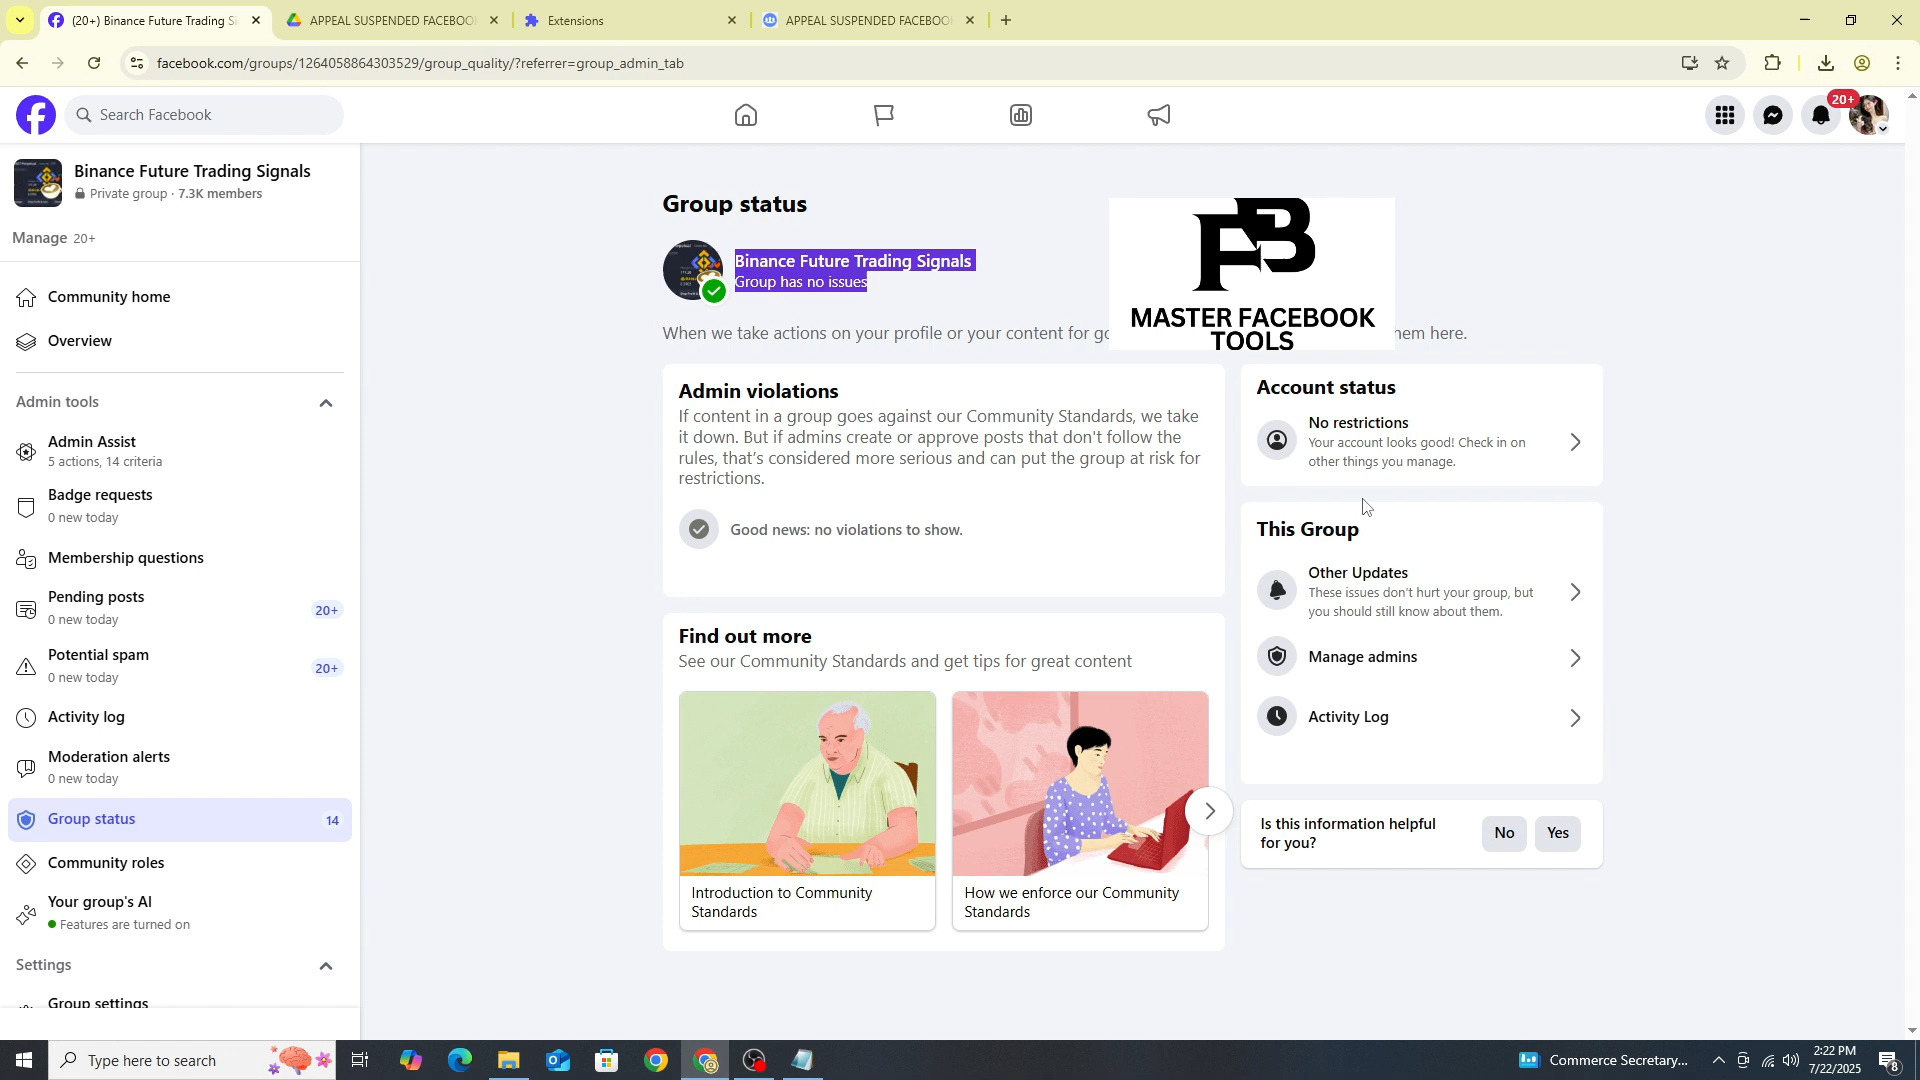 (20+) Binance Future Trading Si
APPEAL SUSPENDED FACEBOO
Extensions
APPEAL SUSPENDED FACEBOO
facebook.com/groups/1264058864303529/group_quality/?referrer=group_admin_tab
Search Facebook
20+
Binance Future Trading Signals
Private group · 7.3K members
Manage 20+
Community home
Overview
Admin tools
Admin Assist
5 actions, 14 criteria
Badge requests
0 new today
Membership questions
Pending posts
0 new today
20+
Potential spam
0 new today
20+
Activity log
Moderation alerts
0 new today
Group status
14
Community roles
Your group's AI
Features are turned on
Settings
Group settings
Group status
Binance Future Trading Signals
Group has no issues
When we take actions on your profile or your content for go
hem here.
FB
MASTER FACEBOOK
TOOLS
Admin violations
If content in a group goes against our Community Standards, we take
it down. But if admins create or approve posts that don't follow the
rules, that's considered more serious and can put the group at risk for
restrictions.
Good news: no violations to show.
Find out more
See our Community Standards and get tips for great content
Introduction to Community
Standards
How we enforce our Community
Standards
Account status
No restrictions
Your account looks good! Check in on
other things you manage.
This Group
Other Updates
These issues don't hurt your group, but
you should still know about them.
Manage admins
Activity Log
Is this information helpful
for you?
No
Yes
Type here to search
Commerce Secretary...
2:22 PM
7/22/2025
8